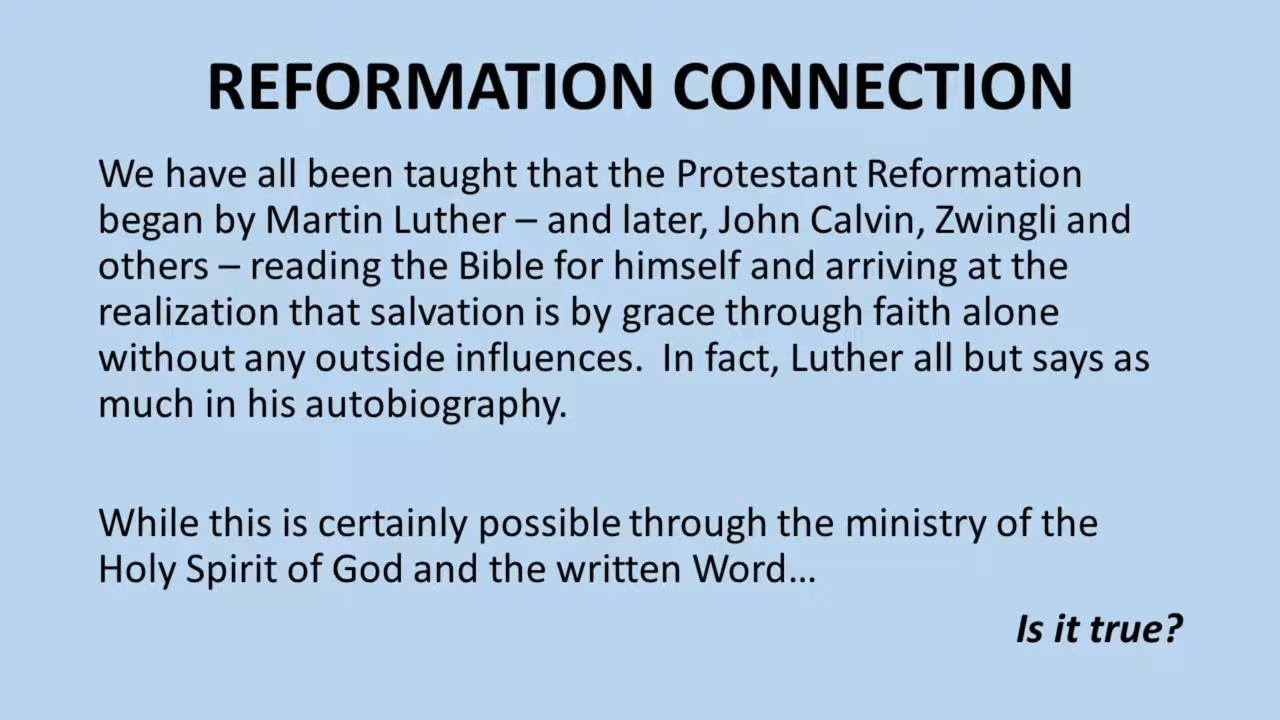 REFORMATION CONNECTION
We have all been taught that the Protestant Reformation
began by Martin Luther – and later, John Calvin, Zwingli and
others – reading the Bible for himself and arriving at the
realization that salvation is by grace through faith alone
without any outside influences.  In fact, Luther all but says as
much in his autobiography.
While this is certainly possible through the ministry of the
Holy Spirit of God and the written Word…
Is it true?